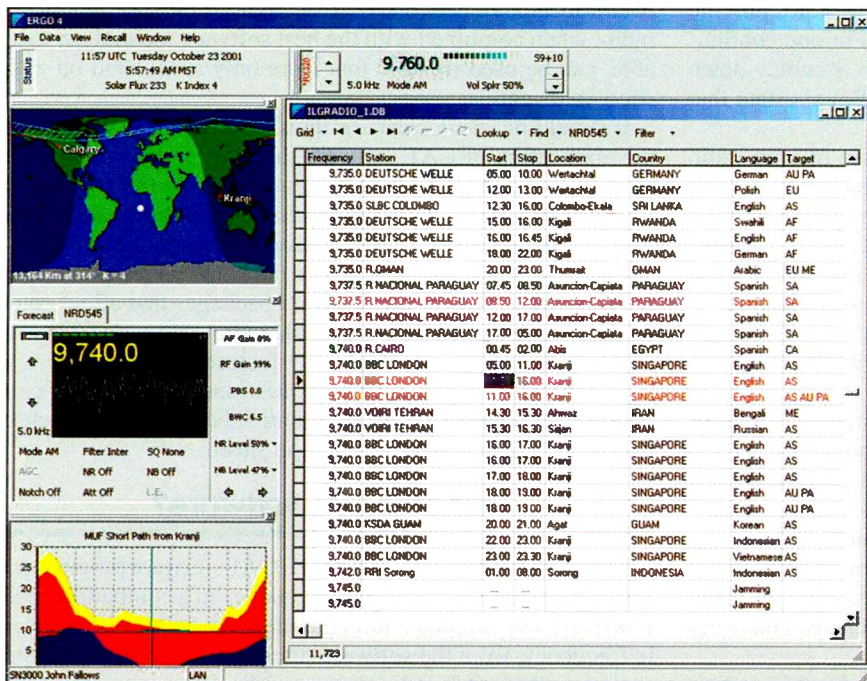 ERGO 4
File Data View Recall Window Help
Status
11:57 UTC Tuesday October 23 2001
5:57:49 AM MST
Solar Flux 233 K Index 4
*RX320
9,760.0
S9+10
5.0 kHz Mode AM Vol Spkr 50%
Calgary
Kranji
13,164 Km at 314° K = 4
Forecast NRD545
9,740.0
5.0 kHz
AF Gain 8%
RF Gain 99%
PBS 0.0
BWC 6.5
NR Level 50%
NB Level 47%
Mode AM Filter Inter SQ None
AGC NR Off NB Off
Notch Off Att Off L.E.
MUF Short Path from Kranji
30
25
20
15
10
5
SN3000 John Fallows LAN
ILGRADIO_1.DB
Grid Lookup Find NRD545 Filter
Frequency Station Start Stop Location Country Language Target
9,735.0 DEUTSCHE WELLE 05.00 10.00 Wertachtal GERMANY German AU PA
9,735.0 DEUTSCHE WELLE 12.00 13.00 Wertachtal GERMANY Polish EU
9,735.0 SLBC COLOMBO 12.30 16.00 Colombo-Ekala SRI LANKA English AS
9,735.0 DEUTSCHE WELLE 15.00 16.00 Kigali RWANDA Swahili AF
9,735.0 DEUTSCHE WELLE 16.00 16.45 Kigali RWANDA English AF
9,735.0 DEUTSCHE WELLE 18.00 22.00 Kigali RWANDA German AF
9,735.0 R.OMAN 20.00 23.00 Thumrait OMAN Arabic EU ME
9,737.5 R.NACIONAL PARAGUAY 07.45 08.50 Asuncion-Capiata PARAGUAY Spanish SA
9,737.5 R.NACIONAL PARAGUAY 08.50 12.00 Asuncion-Capiata PARAGUAY Spanish SA
9,737.5 R.NACIONAL PARAGUAY 12.00 17.00 Asuncion-Capiata PARAGUAY Spanish SA
9,737.5 R.NACIONAL PARAGUAY 17.00 05.00 Asuncion-Capiata PARAGUAY Spanish SA
9,740.0 R.CAIRO 00.45 02.00 Abis EGYPT Spanish CA
9,740.0 BBC LONDON 05.00 11.00 Kranji SINGAPORE English AS
9,740.0 BBC LONDON 16.00 Kranji SINGAPORE English AS
9,740.0 BBC LONDON 11.00 16.00 Kranji SINGAPORE English AS AU PA
9,740.0 VOIRI TEHRAN 14.30 15.30 Ahwaz IRAN Bengali ME
9,740.0 VOIRI TEHRAN 15.30 16.30 Sirjan IRAN Russian AS
9,740.0 BBC LONDON 16.00 17.00 Kranji SINGAPORE English AS
9,740.0 BBC LONDON 16.00 17.00 Kranji SINGAPORE English AS
9,740.0 BBC LONDON 17.00 18.00 Kranji SINGAPORE English AS
9,740.0 BBC LONDON 18.00 19.00 Kranji SINGAPORE English AU PA
9,740.0 BBC LONDON 18.00 19.00 Kranji SINGAPORE English AU PA
9,740.0 KSDA GUAM 20.00 21.00 Agat GUAM Korean AS
9,740.0 BBC LONDON 22.00 23.00 Kranji SINGAPORE Indonesian AS
9,740.0 BBC LONDON 23.00 23.30 Kranji SINGAPORE Vietnamese AS
9,742.0 RRI Sorong 01.00 08.00 Sorong INDONESIA Indonesian AS
9,745.0 ... ... Jamming
9,745.0 ... ... Jamming
11,723